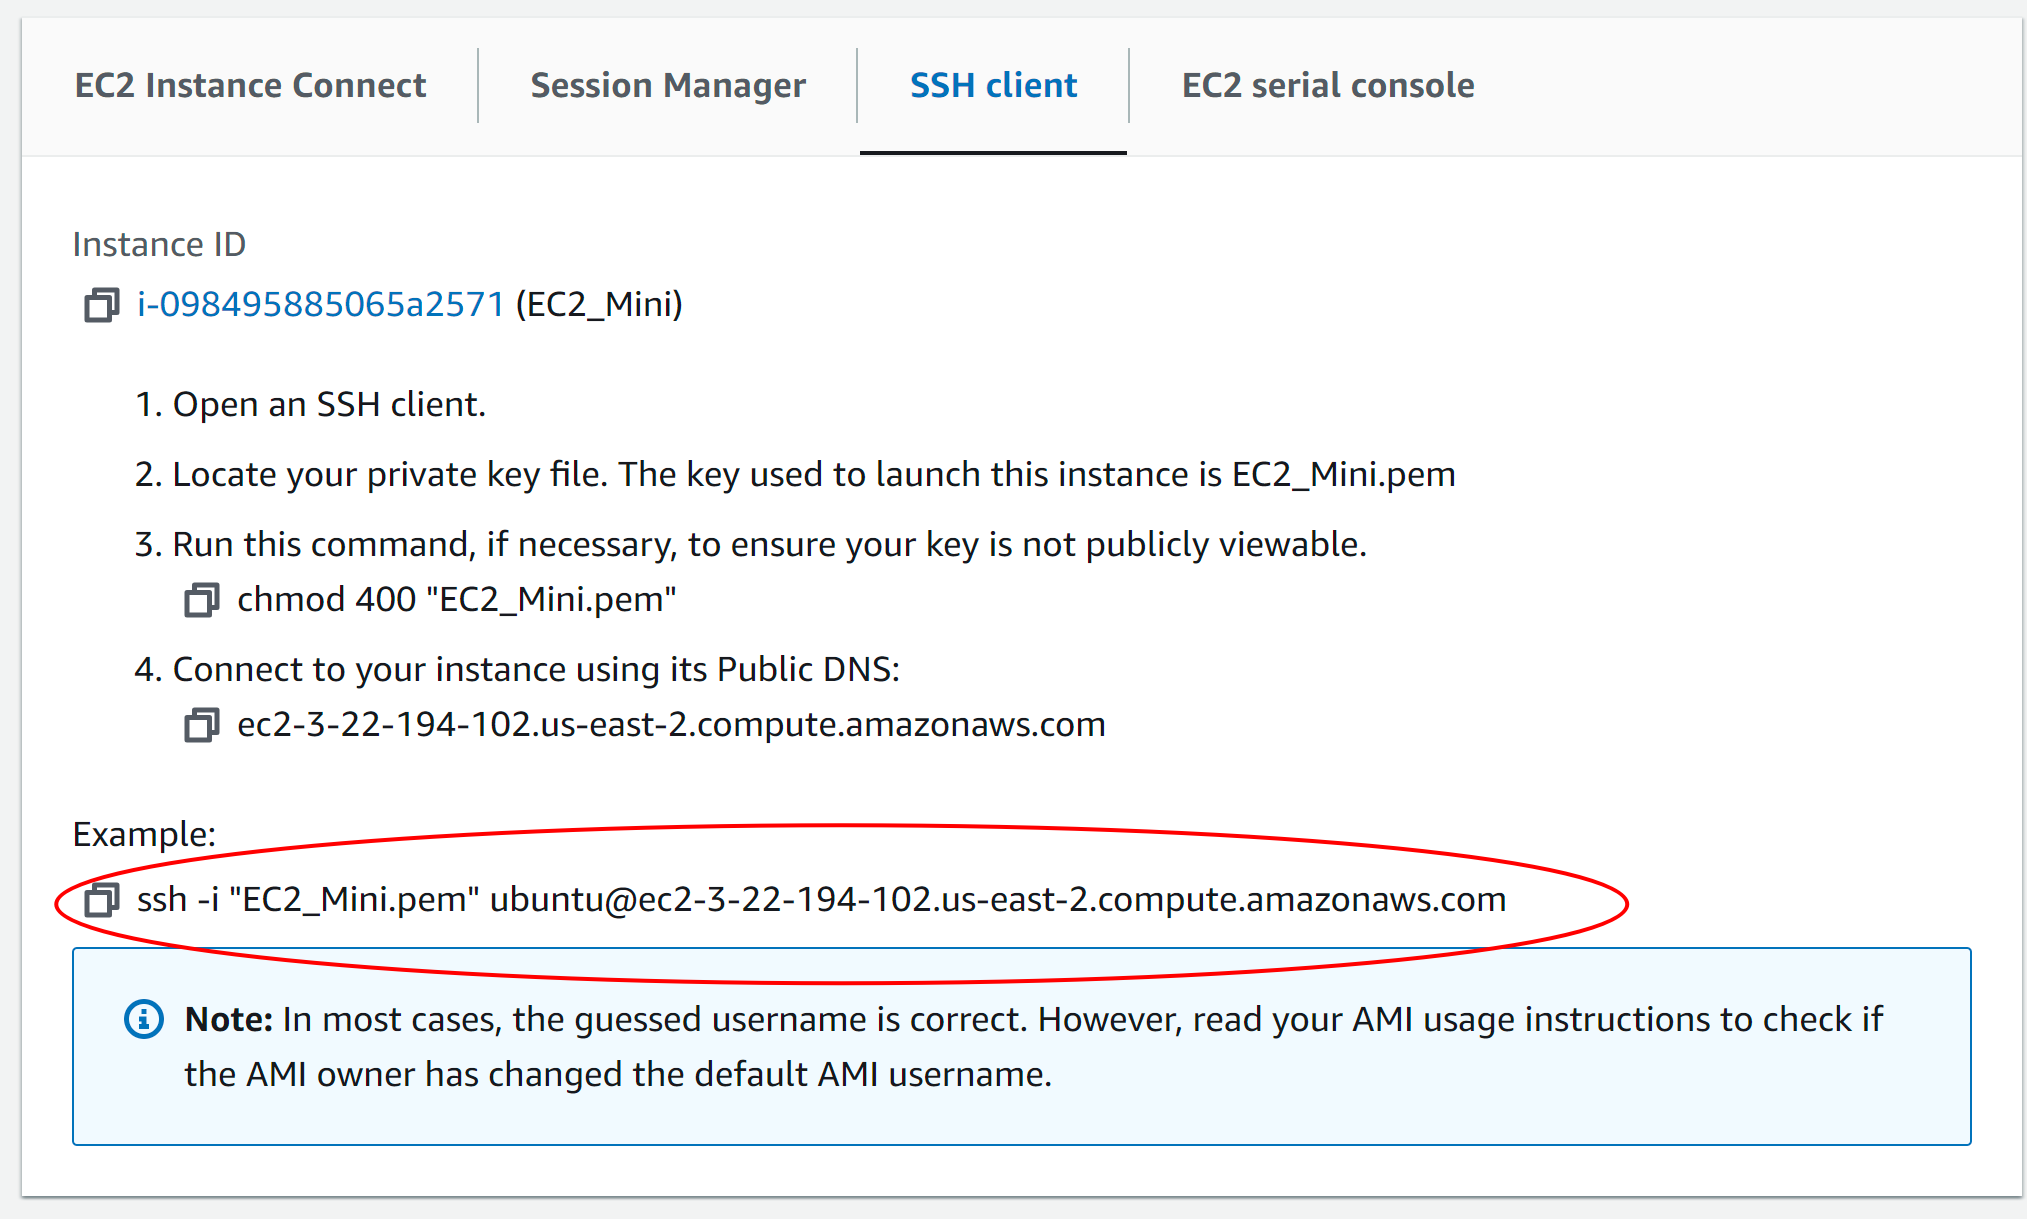 EC2 Instance Connect
Session Manager
SSH client
EC2 serial console
Instance ID
i-098495885065a2571 (EC2_Mini)
1. Open an SSH client.
2. Locate your private key file. The key used to launch this instance is EC2_Mini.pem
3. Run this command, if necessary, to ensure your key is not publicly viewable.
chmod 400 "EC2_Mini.pem"
4. Connect to your instance using its Public DNS:
ec2-3-22-194-102.us-east-2.compute.amazonaws.com
Example:
ssh -i "EC2_Mini.pem" ubuntu@ec2-3-22-194-102.us-east-2.compute.amazonaws.com
Note: In most cases, the guessed username is correct. However, read your AMI usage instructions to check if
the AMI owner has changed the default AMI username.